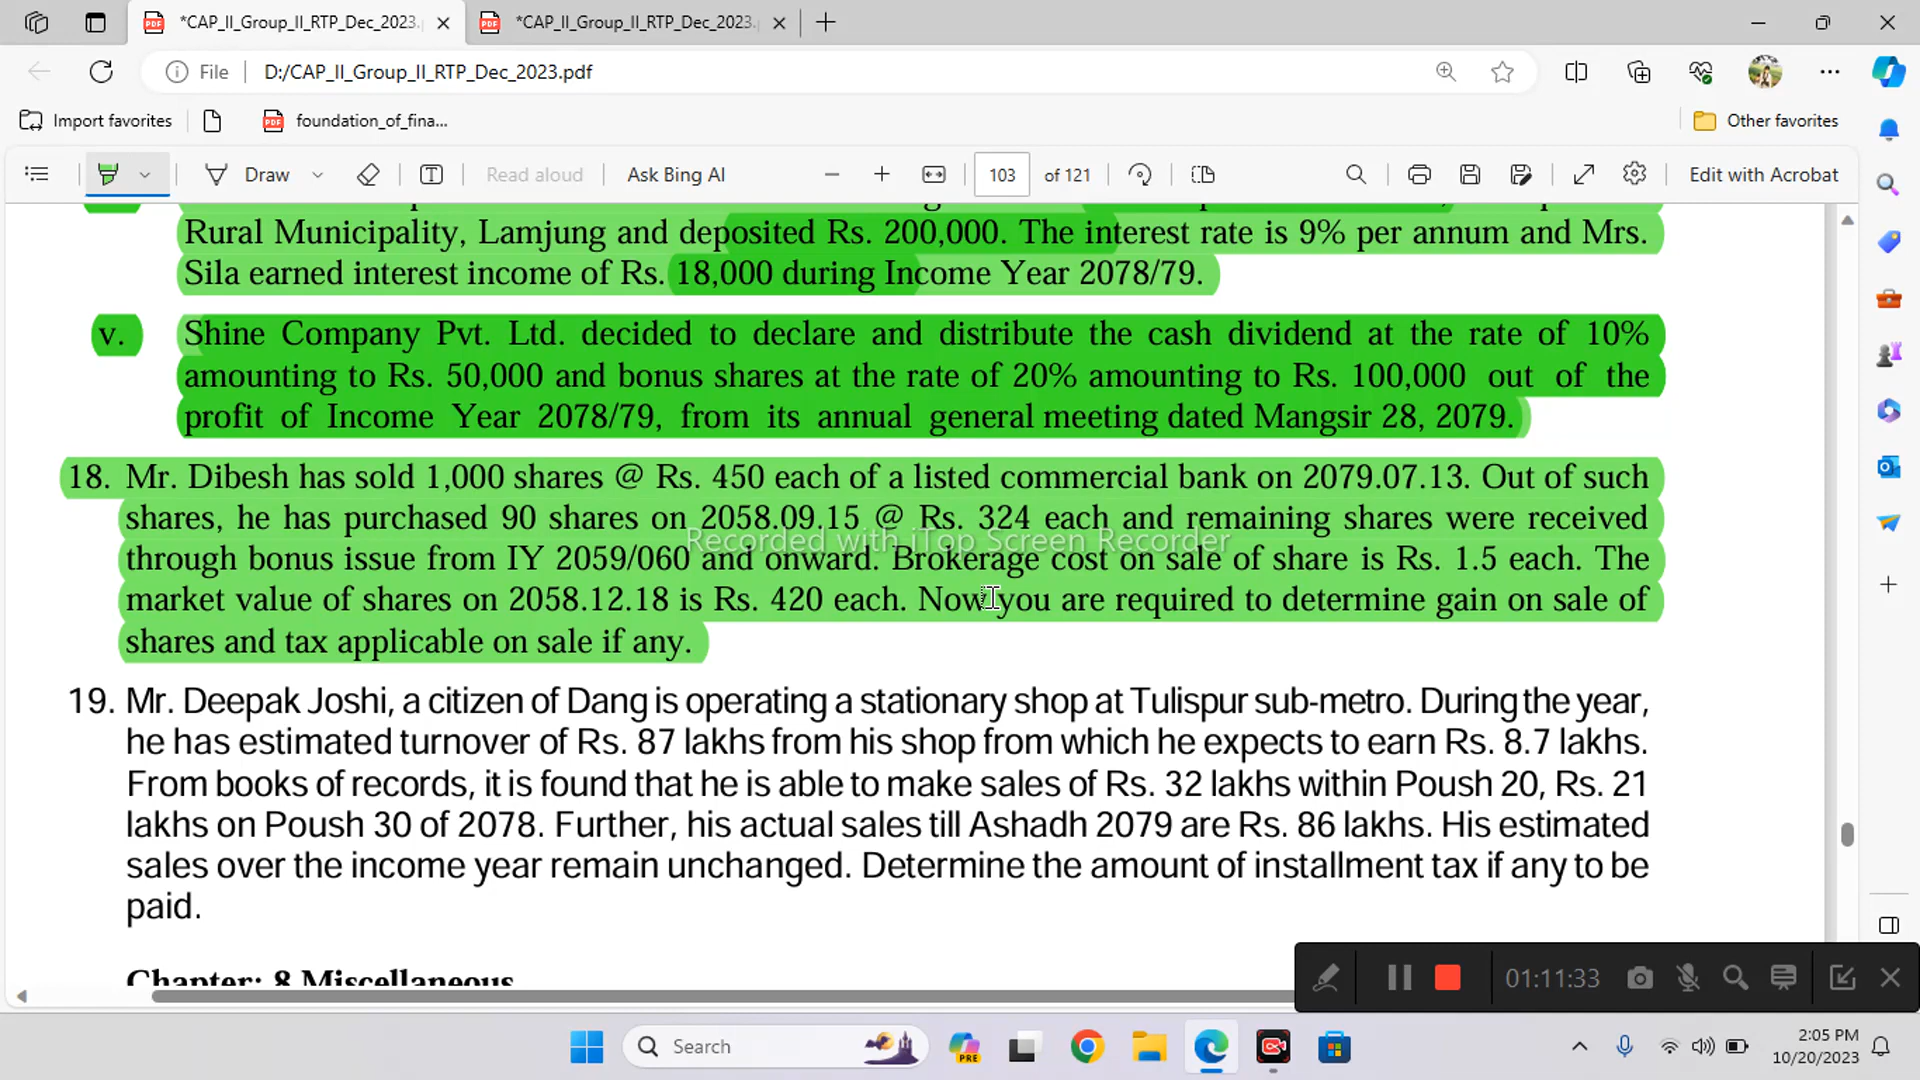 *CAP_II_Group_II_RTP_Dec_2023.
*CAP_II_Group_II_RTP_Dec_2023.
File
D:/CAP_II_Group_II_RTP_Dec_2023.pdf
Import favorites
foundation_of_fina...
Other favorites
Draw
Read aloud
Ask Bing AI
103
of 121
Edit with Acrobat
Rural Municipality, Lamjung and deposited Rs. 200,000. The interest rate is 9% per annum and Mrs.
Sila earned interest income of Rs. 18,000 during Income Year 2078/79.
v. Shine Company Pvt. Ltd. decided to declare and distribute the cash dividend at the rate of 10%
amounting to Rs. 50,000 and bonus shares at the rate of 20% amounting to Rs. 100,000 out of the
profit of Income Year 2078/79, from its annual general meeting dated Mangsir 28, 2079.
18. Mr. Dibesh has sold 1,000 shares @ Rs. 450 each of a listed commercial bank on 2079.07.13. Out of such
shares, he has purchased 90 shares on 2058.09.15 @ Rs. 324 each and remaining shares were received
Recorded with iTop Screen Recorder
through bonus issue from IY 2059/060 and onward. Brokerage cost on sale of share is Rs. 1.5 each. The
market value of shares on 2058.12.18 is Rs. 420 each. Now you are required to determine gain on sale of
shares and tax applicable on sale if any.
19. Mr. Deepak Joshi, a citizen of Dang is operating a stationary shop at Tulispur sub-metro. During the year,
he has estimated turnover of Rs. 87 lakhs from his shop from which he expects to earn Rs. 8.7 lakhs.
From books of records, it is found that he is able to make sales of Rs. 32 lakhs within Poush 20, Rs. 21
lakhs on Poush 30 of 2078. Further, his actual sales till Ashadh 2079 are Rs. 86 lakhs. His estimated
sales over the income year remain unchanged. Determine the amount of installment tax if any to be
paid.
Chapter: 8 Miscellaneous
01:11:33
Search
PRE
2:05 PM
10/20/2023